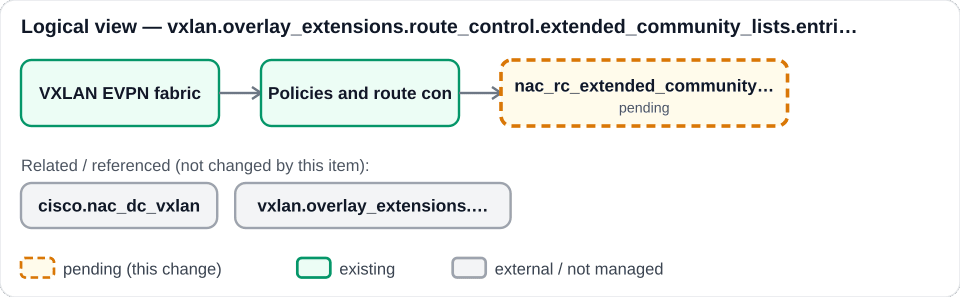 Logical view — vxlan.overlay_extensions.route_control.extended_community_lists.entri…
VXLAN EVPN fabric
Policies and route con
nac_rc_extended_community…
pending
Related / referenced (not changed by this item):
cisco.nac_dc_vxlan
vxlan.overlay_extensions.…
pending (this change)
existing
external / not managed